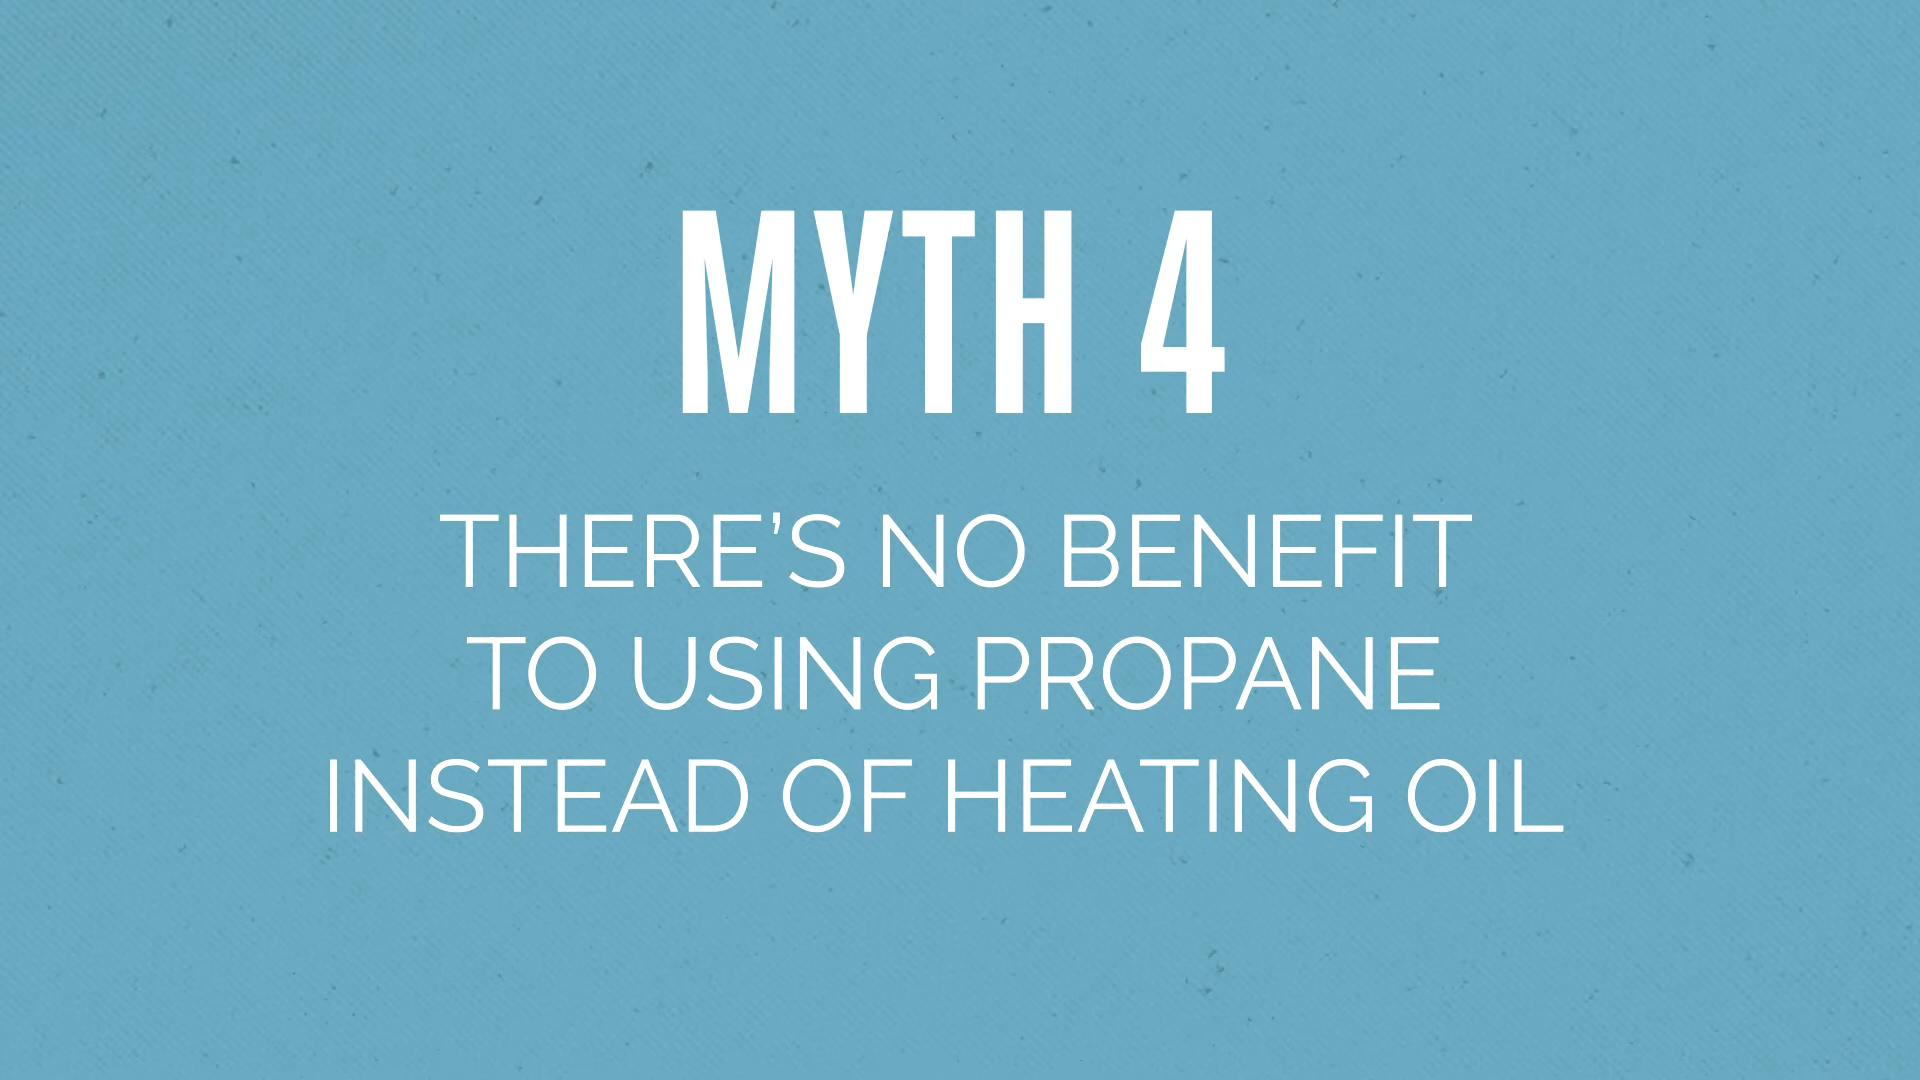 MYTH 4
THERE’S NO BENEFIT
TO USING PROPANE
INSTEAD OF HEATING OIL